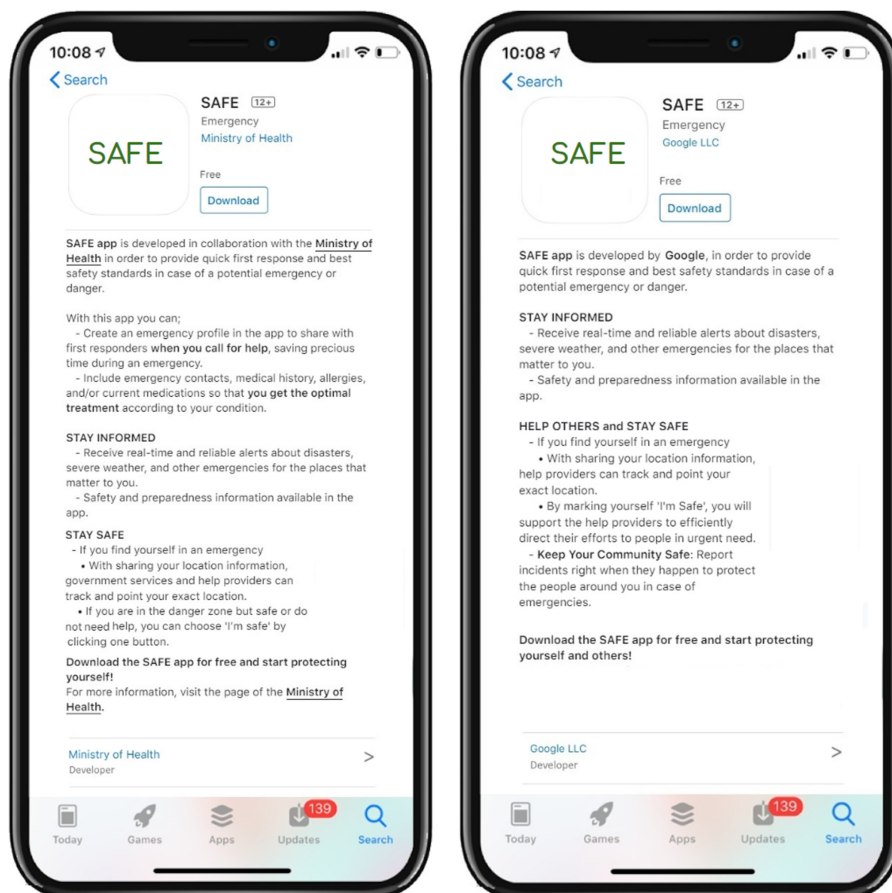 10:08
Search
SAFE
SAFE 12+
Emergency
Ministry of Health
Free
Download
SAFE app is developed in collaboration with the Ministry of
Health in order to provide quick first response and best
safety standards in case of a potential emergency or
danger.
With this app you can;
- Create an emergency profile in the app to share with
first responders when you call for help, saving precious
time during an emergency.
- Include emergency contacts, medical history, allergies,
and/or current medications so that you get the optimal
treatment according to your condition.
STAY INFORMED
- Receive real-time and reliable alerts about disasters,
severe weather, and other emergencies for the places that
matter to you.
- Safety and preparedness information available in the
app.
STAY SAFE
- If you find yourself in an emergency
• With sharing your location information,
government services and help providers can
track and point your exact location.
• If you are in the danger zone but safe or do
not need help, you can choose 'I'm safe' by
clicking one button.
Download the SAFE app for free and start protecting
yourself!
For more information, visit the page of the Ministry of
Health.
Ministry of Health
Developer
139
Today Games Apps Updates Search
10:08
Search
SAFE
SAFE 12+
Emergency
Google LLC
Free
Download
SAFE app is developed by Google, in order to provide
quick first response and best safety standards in case of a
potential emergency or danger.
STAY INFORMED
- Receive real-time and reliable alerts about disasters,
severe weather, and other emergencies for the places that
matter to you.
- Safety and preparedness information available in the
app.
HELP OTHERS and STAY SAFE
- If you find yourself in an emergency
• With sharing your location information,
help providers can track and point your
exact location.
• By marking yourself 'I'm Safe', you will
support the help providers to efficiently
direct their efforts to people in urgent need.
- Keep Your Community Safe: Report
incidents right when they happen to protect
the people around you in case of
emergencies.
Download the SAFE app for free and start protecting
yourself and others!
Google LLC
Developer
139
Today Games Apps Updates Search